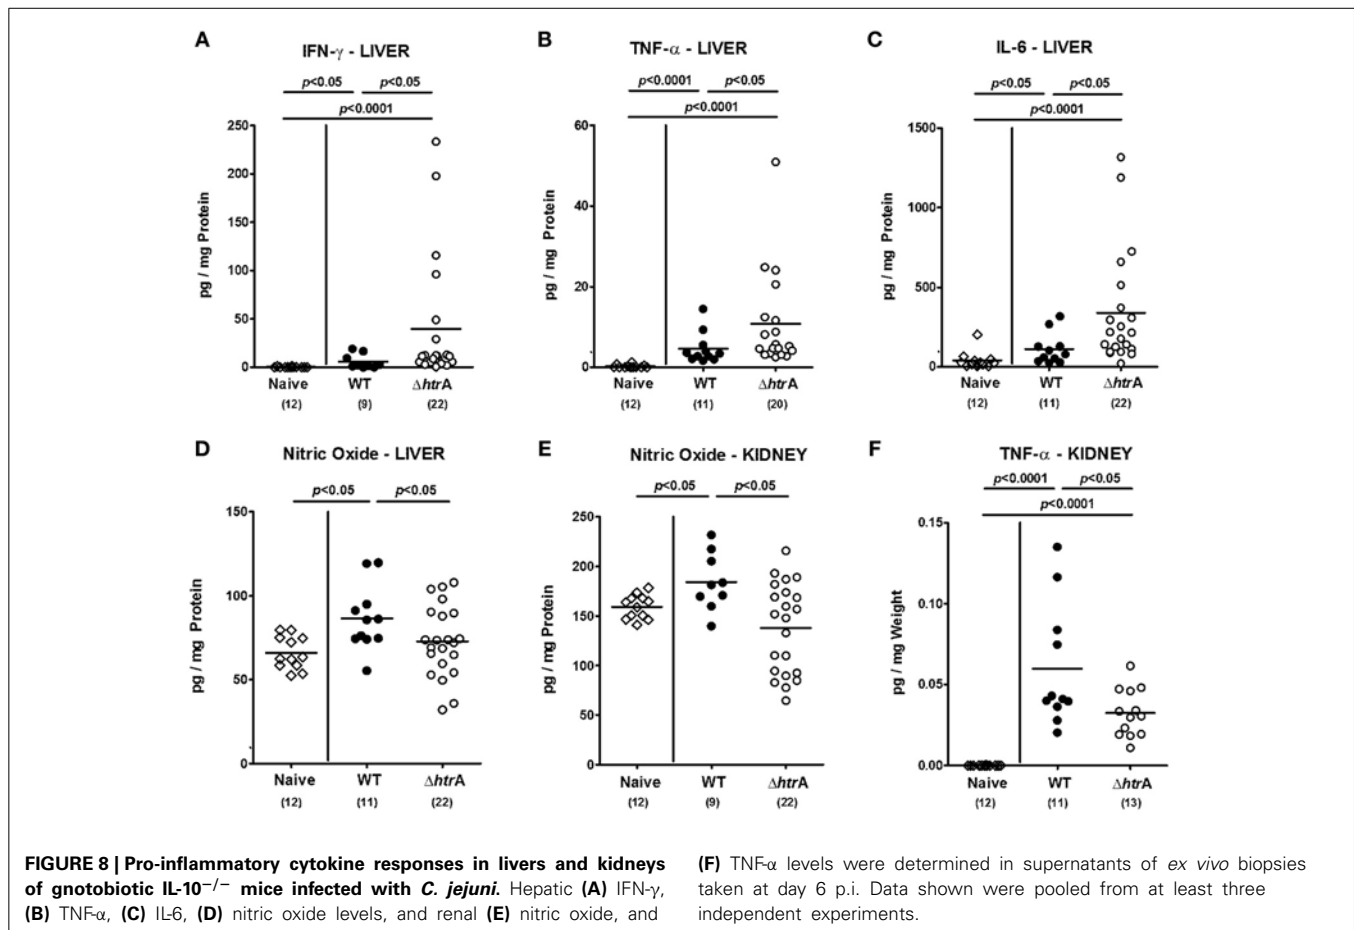 A
IFN-γ - LIVER
p<0.05 p<0.05
p<0.0001
250
200
150
100
50
0
pg / mg Protein
Naive WT ΔhtrA
(12) (9) (22)
B
TNF-α - LIVER
p<0.0001 p<0.05
p<0.0001
60
40
20
0
pg / mg Protein
Naive WT ΔhtrA
(12) (11) (20)
C
IL-6 - LIVER
p<0.05 p<0.05
p<0.0001
1500
1000
500
0
pg / mg Protein
Naive WT ΔhtrA
(12) (11) (22)
D
Nitric Oxide - LIVER
p<0.05 p<0.05
150
100
50
0
pg / mg Protein
Naive WT ΔhtrA
(12) (11) (22)
E
Nitric Oxide - KIDNEY
p<0.05 p<0.05
250
200
150
100
50
0
pg / mg Protein
Naive WT ΔhtrA
(12) (9) (22)
F
TNF-α - KIDNEY
p<0.0001 p<0.05
p<0.0001
0.15
0.10
0.05
0.00
pg / mg Weight
Naive WT ΔhtrA
(12) (11) (13)
FIGURE 8 | Pro-inflammatory cytokine responses in livers and kidneys
of gnotobiotic IL-10−/− mice infected with C. jejuni. Hepatic (A) IFN-γ,
(B) TNF-α, (C) IL-6, (D) nitric oxide levels, and renal (E) nitric oxide, and
(F) TNF-α levels were determined in supernatants of ex vivo biopsies
taken at day 6 p.i. Data shown were pooled from at least three
independent experiments.